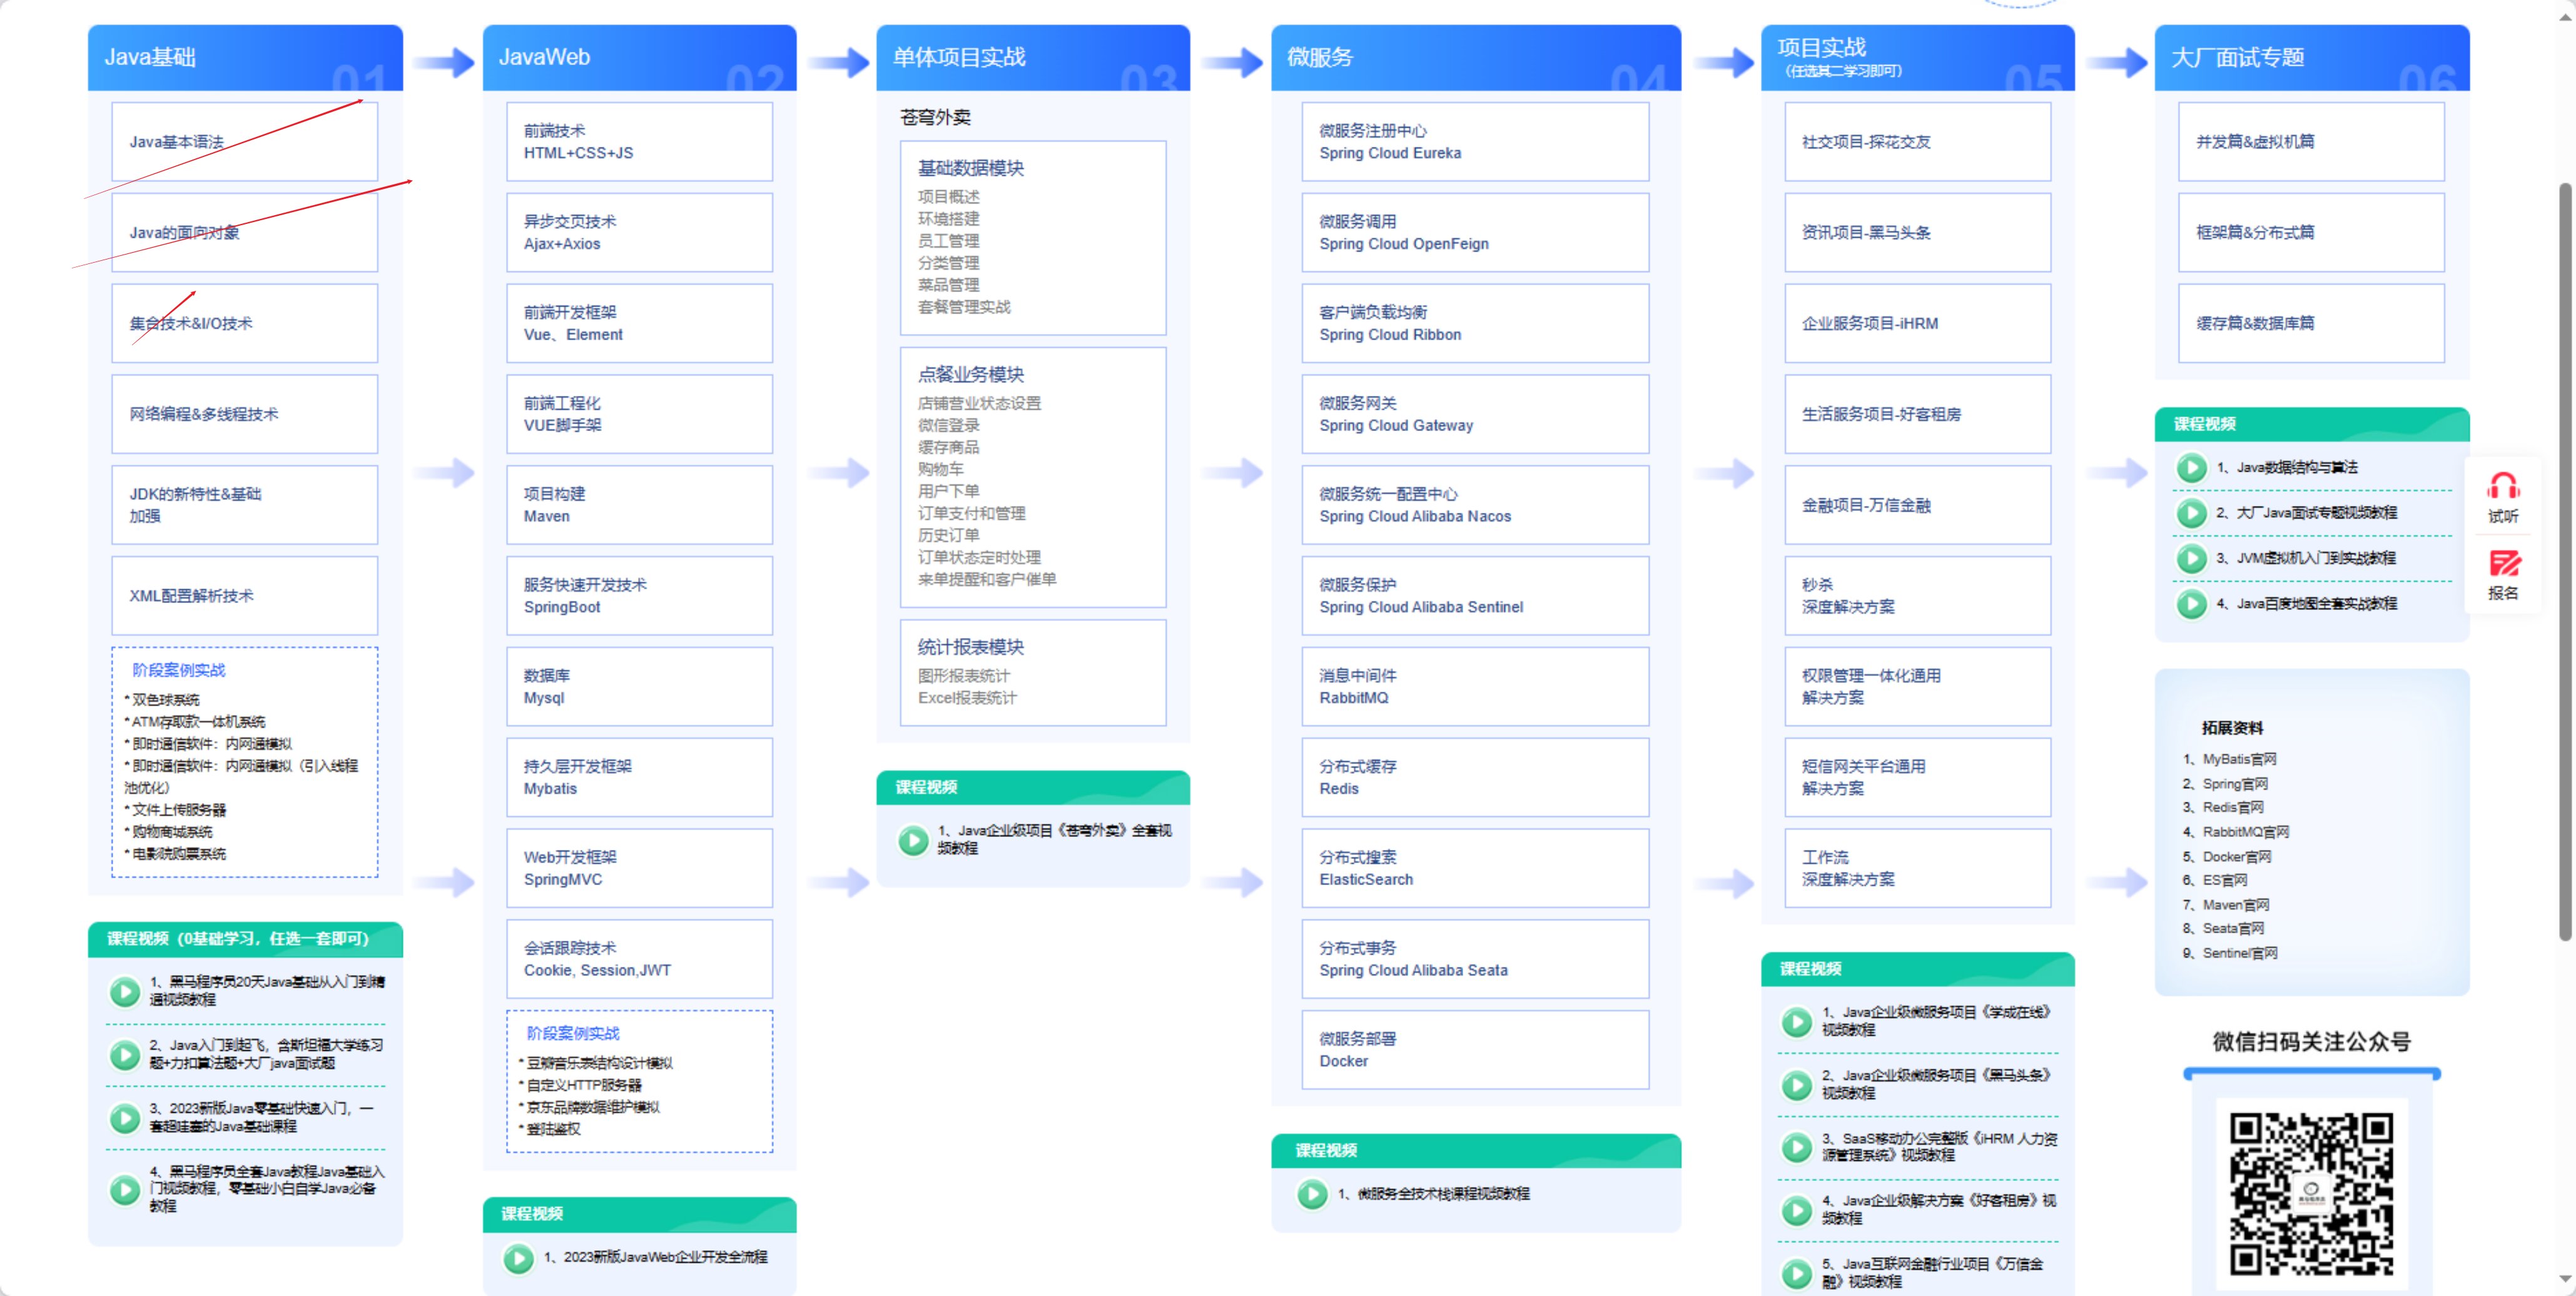 Java基础
01
Java基本语法
Java的面向对象
集合技术&I/O技术
网络编程&多线程技术
JDK的新特性&基础
加强
XML配置解析技术
阶段案例实战
* 双色球系统
* ATM存取款一体机系统
* 即时通信软件：内网通模拟
* 即时通信软件：内网通模拟（引入线程
池优化）
* 文件上传服务器
* 购物商城系统
* 电影院购票系统
课程视频（0基础学习，任选一套即可）
1、黑马程序员20天Java基础从入门到精
通视频教程
2、Java入门到起飞，含斯坦福大学练习
题+力扣算法题+大厂java面试题
3、2023新版Java零基础快速入门，一
套超哇塞的Java基础课程
4、黑马程序员全套Java教程Java基础入
门视频教程，零基础小白自学Java必备
教程
JavaWeb
02
前端技术
HTML+CSS+JS
异步交页技术
Ajax+Axios
前端开发框架
Vue、Element
前端工程化
VUE脚手架
项目构建
Maven
服务快速开发技术
SpringBoot
数据库
Mysql
持久层开发框架
Mybatis
Web开发框架
SpringMVC
会话跟踪技术
Cookie, Session,JWT
阶段案例实战
* 豆瓣音乐表结构设计模拟
* 自定义HTTP服务器
* 京东品牌数据维护模拟
* 登陆鉴权
课程视频
1、2023新版JavaWeb企业开发全流程
单体项目实战
03
苍穹外卖
基础数据模块
项目概述
环境搭建
员工管理
分类管理
菜品管理
套餐管理实战
点餐业务模块
店铺营业状态设置
微信登录
缓存商品
购物车
用户下单
订单支付和管理
历史订单
订单状态定时处理
来单提醒和客户催单
统计报表模块
图形报表统计
Excel报表统计
课程视频
1、Java企业级项目《苍穹外卖》全套视
频教程
微服务
04
微服务注册中心
Spring Cloud Eureka
微服务调用
Spring Cloud OpenFeign
客户端负载均衡
Spring Cloud Ribbon
微服务网关
Spring Cloud Gateway
微服务统一配置中心
Spring Cloud Alibaba Nacos
微服务保护
Spring Cloud Alibaba Sentinel
消息中间件
RabbitMQ
分布式缓存
Redis
分布式搜索
ElasticSearch
分布式事务
Spring Cloud Alibaba Seata
微服务部署
Docker
课程视频
1、微服务全技术栈课程视频教程
项目实战
（任选其二学习即可）
05
社交项目-探花交友
资讯项目-黑马头条
企业服务项目-iHRM
生活服务项目-好客租房
金融项目-万信金融
秒杀
深度解决方案
权限管理一体化通用
解决方案
短信网关平台通用
解决方案
工作流
深度解决方案
课程视频
1、Java企业级微服务项目《学成在线》
视频教程
2、Java企业级微服务项目《黑马头条》
视频教程
3、SaaS移动办公完整版《iHRM 人力资
源管理系统》视频教程
4、Java企业级解决方案《好客租房》视
频教程
5、Java互联网金融行业项目《万信金
融》视频教程
大厂面试专题
06
并发篇&虚拟机篇
框架篇&分布式篇
缓存篇&数据库篇
课程视频
1、Java数据结构与算法
2、大厂Java面试专题视频教程
3、JVM虚拟机入门到实战教程
4、Java百度地图全套实战教程
试听
报名
拓展资料
1、MyBatis官网
2、Spring官网
3、Redis官网
4、RabbitMQ官网
5、Docker官网
6、ES官网
7、Maven官网
8、Seata官网
9、Sentinel官网
微信扫码关注公众号